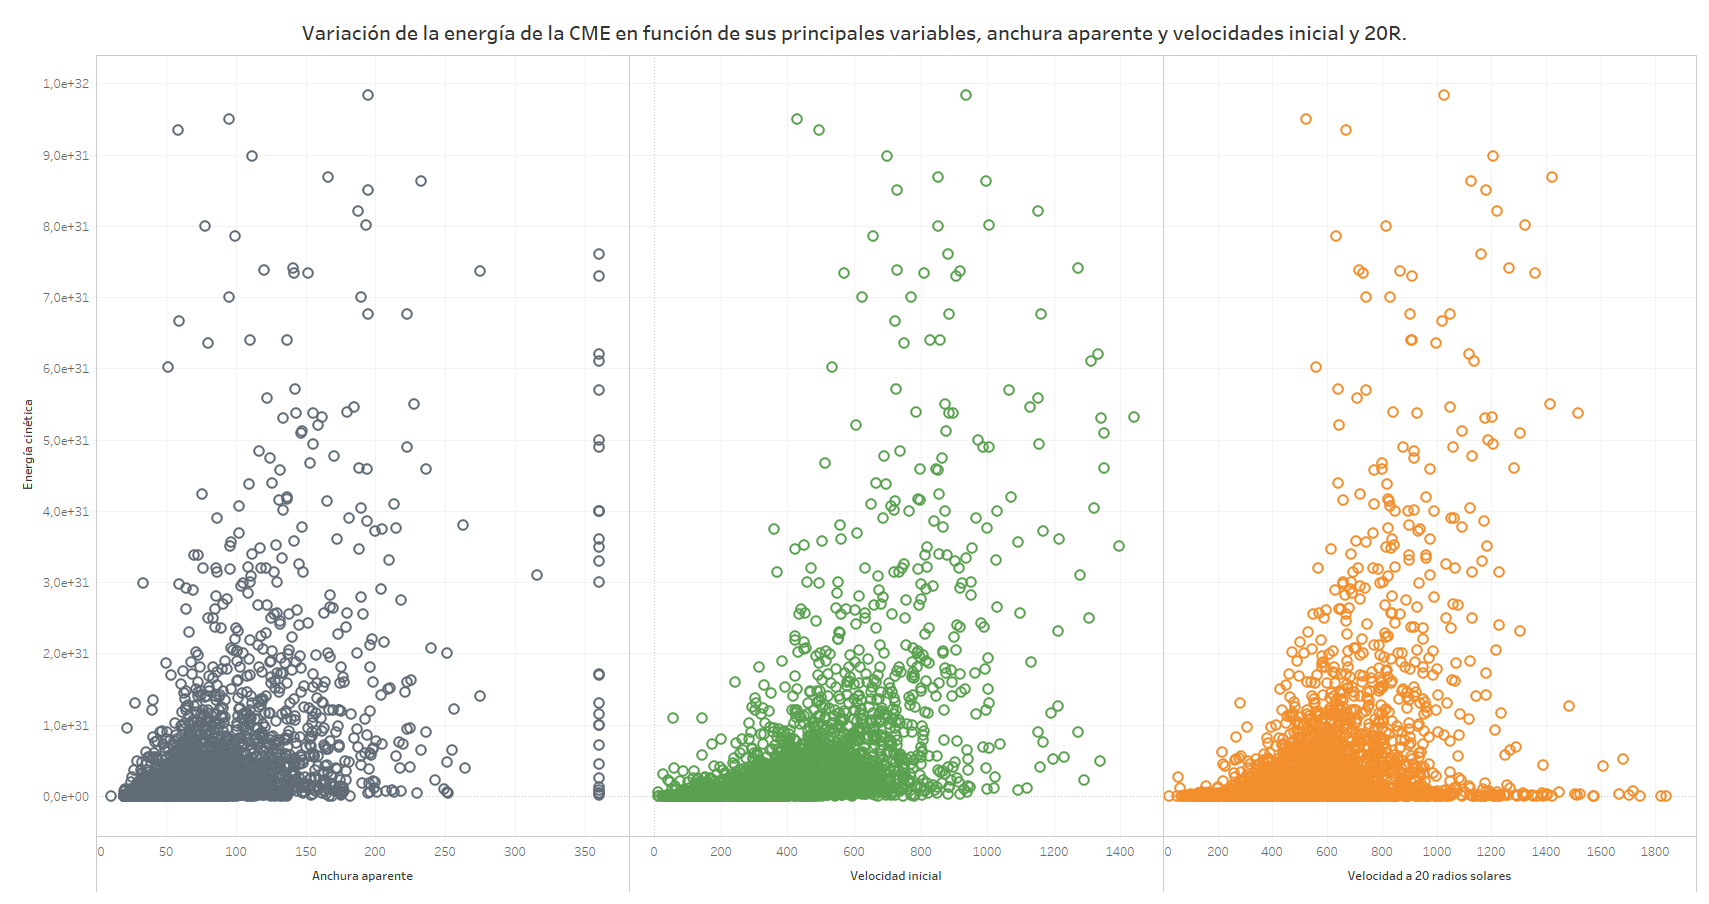 Variación de la energía de la CME en función de sus principales variables, anchura aparente y velocidades inicial y 20R.
Energía cinética
1,0e+32
9,0e+31
8,0e+31
7,0e+31
6,0e+31
5,0e+31
4,0e+31
3,0e+31
2,0e+31
1,0e+31
0,0e+00
0 50 100 150 200 250 300 350
Anchura aparente
0 200 400 600 800 1000 1200 1400
Velocidad inicial
0 200 400 600 800 1000 1200 1400 1600 1800
Velocidad a 20 radios solares